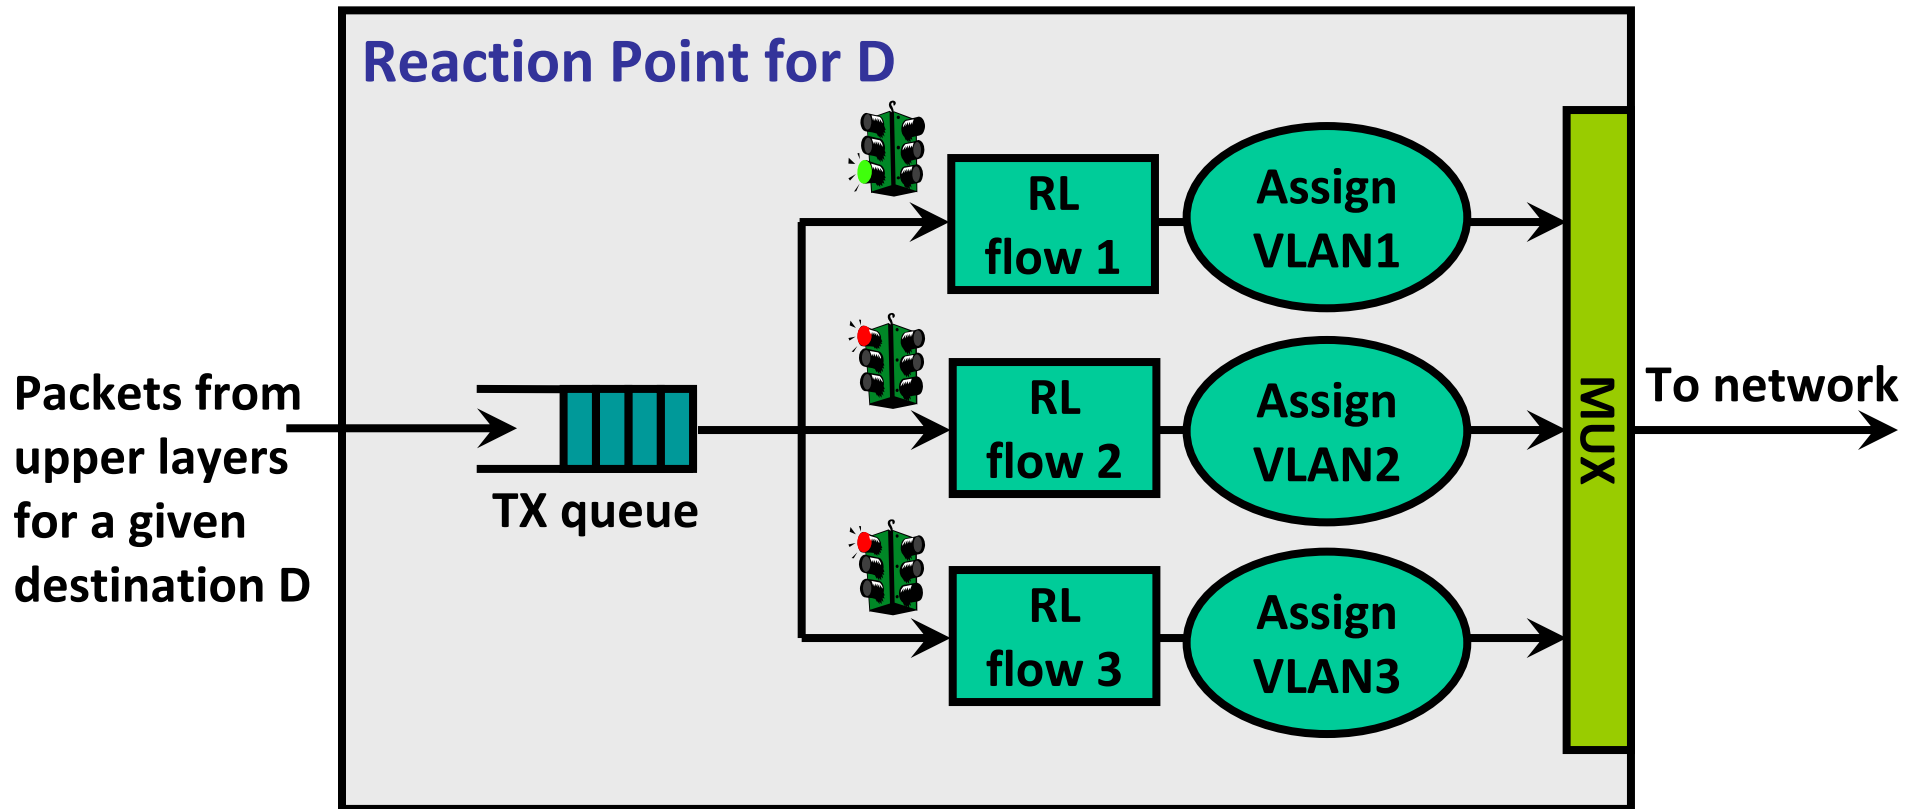 Reaction Point for D
Packets from
upper layers
for a given
destination D
TX queue
RL
flow 1
Assign
VLAN1
RL
flow 2
Assign
VLAN2
RL
flow 3
Assign
VLAN3
MUX
To network